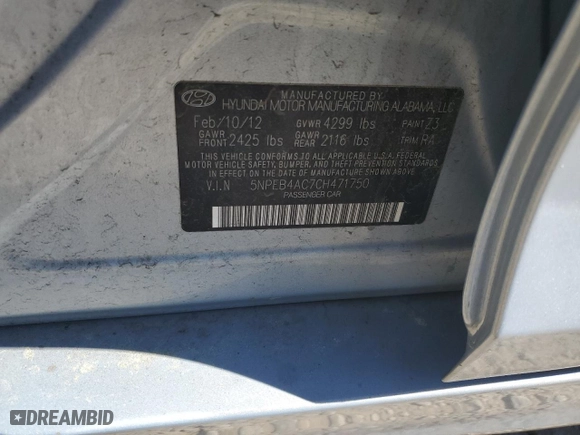 MANUFACTURED BY
HYUNDAI MOTOR MANUFACTURING ALABAMA, LLC
Feb/10/12 GVWR 4299 lbs PAINT Z3
GAWR FRONT 2425 lbs GAWR REAR 2116 lbs TRIM RA
THIS VEHICLE CONFORMS TO ALL APPLICABLE U.S.A. FEDERAL
MOTOR VEHICLE SAFETY, BUMPER, AND THEFT PREVENTION STANDARDS
IN EFFECT ON THE DATE OF MANUFACTURE SHOWN ABOVE.
V.I.N 5NPEB4AC7CH471750
PASSENGER CAR
DREAMBID